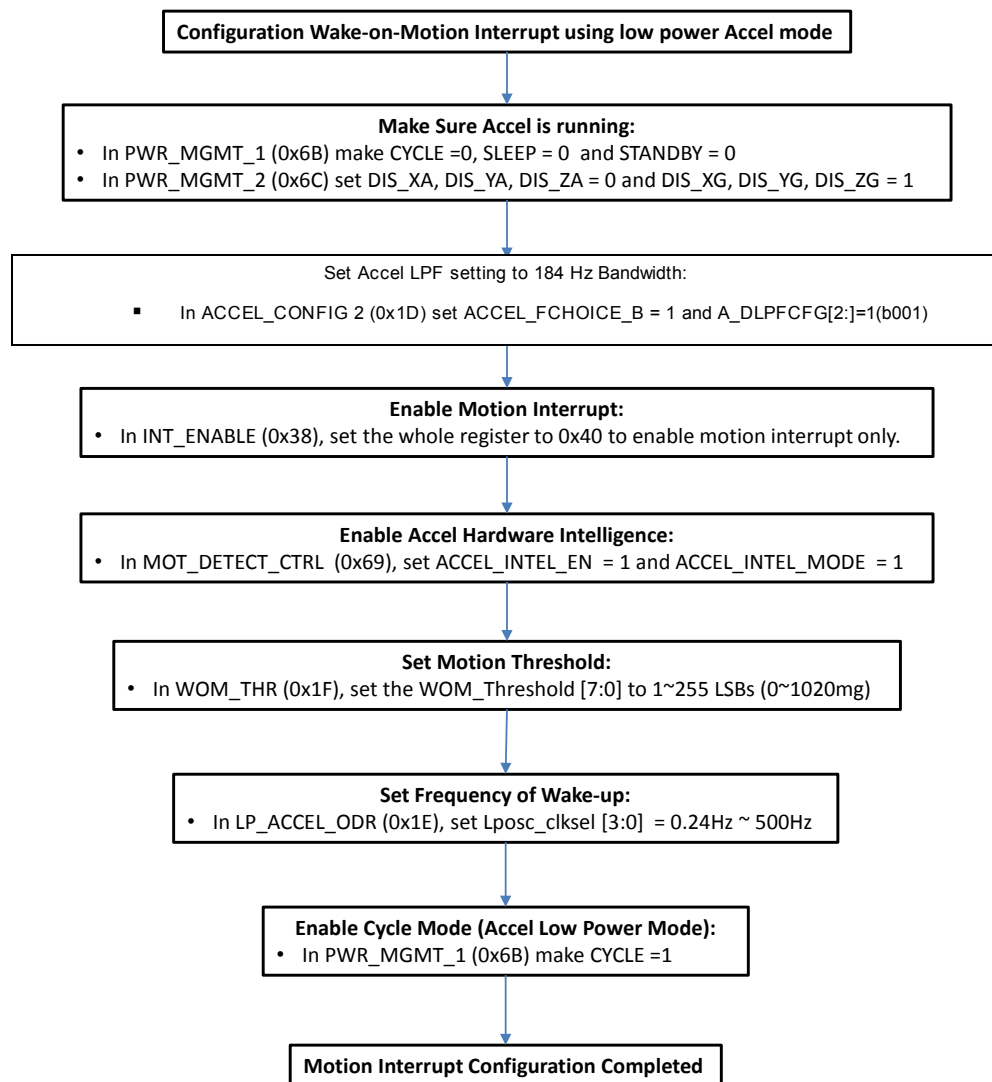 Configuration Wake-on-Motion Interrupt using low power Accel mode
Make Sure Accel is running:
• In PWR_MGMT_1 (0x6B) make CYCLE =0, SLEEP = 0 and STANDBY = 0
• In PWR_MGMT_2 (0x6C) set DIS_XA, DIS_YA, DIS_ZA = 0 and DIS_XG, DIS_YG, DIS_ZG = 1
Set Accel LPF setting to 184 Hz Bandwidth:
▪ In ACCEL_CONFIG 2 (0x1D) set ACCEL_FCHOICE_B = 1 and A_DLPFCFG[2:]=1(b001)
Enable Motion Interrupt:
• In INT_ENABLE (0x38), set the whole register to 0x40 to enable motion interrupt only.
Enable Accel Hardware Intelligence:
• In MOT_DETECT_CTRL (0x69), set ACCEL_INTEL_EN = 1 and ACCEL_INTEL_MODE = 1
Set Motion Threshold:
• In WOM_THR (0x1F), set the WOM_Threshold [7:0] to 1~255 LSBs (0~1020mg)
Set Frequency of Wake-up:
• In LP_ACCEL_ODR (0x1E), set Lposc_clksel [3:0] = 0.24Hz ~ 500Hz
Enable Cycle Mode (Accel Low Power Mode):
• In PWR_MGMT_1 (0x6B) make CYCLE =1
Motion Interrupt Configuration Completed